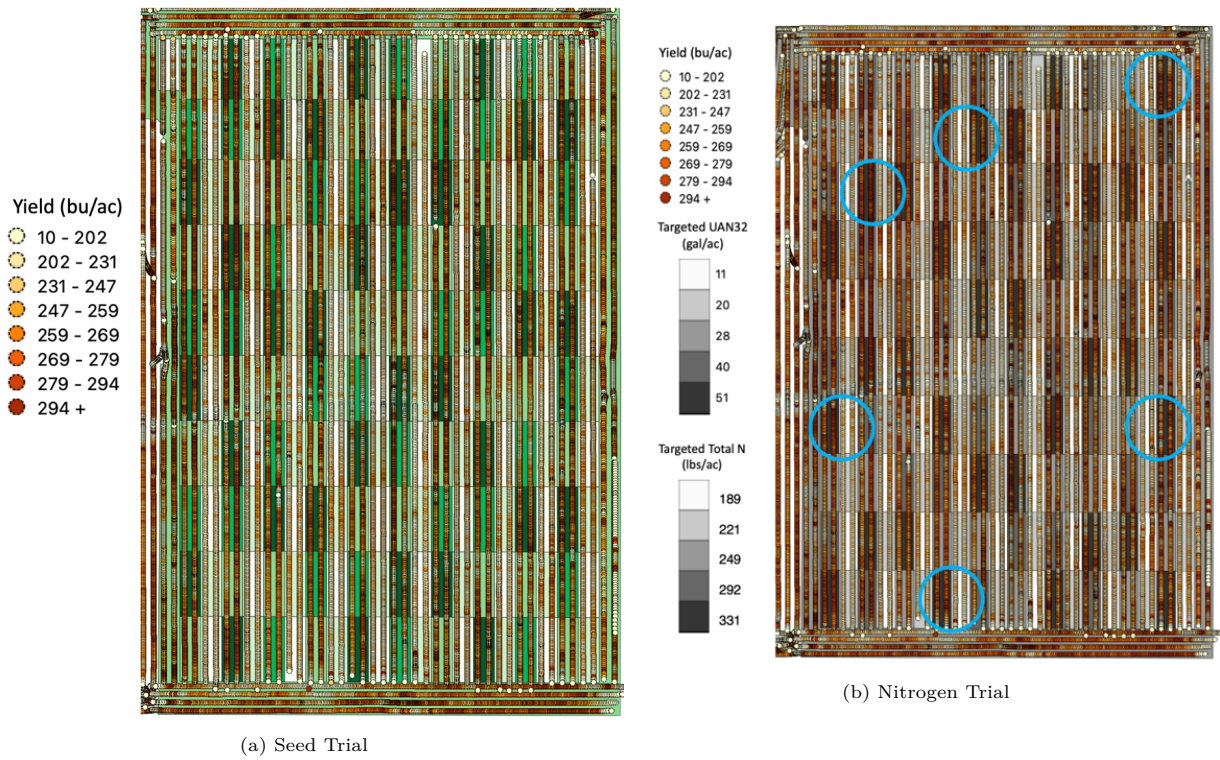 Yield (bu/ac)
10 - 202
202 - 231
231 - 247
247 - 259
259 - 269
269 - 279
279 - 294
294 +
(a) Seed Trial
Yield (bu/ac)
10 - 202
202 - 231
231 - 247
247 - 259
259 - 269
269 - 279
279 - 294
294 +
Targeted UAN32
(gal/ac)
11
20
28
40
51
Targeted Total N
(lbs/ac)
189
221
249
292
331
(b) Nitrogen Trial